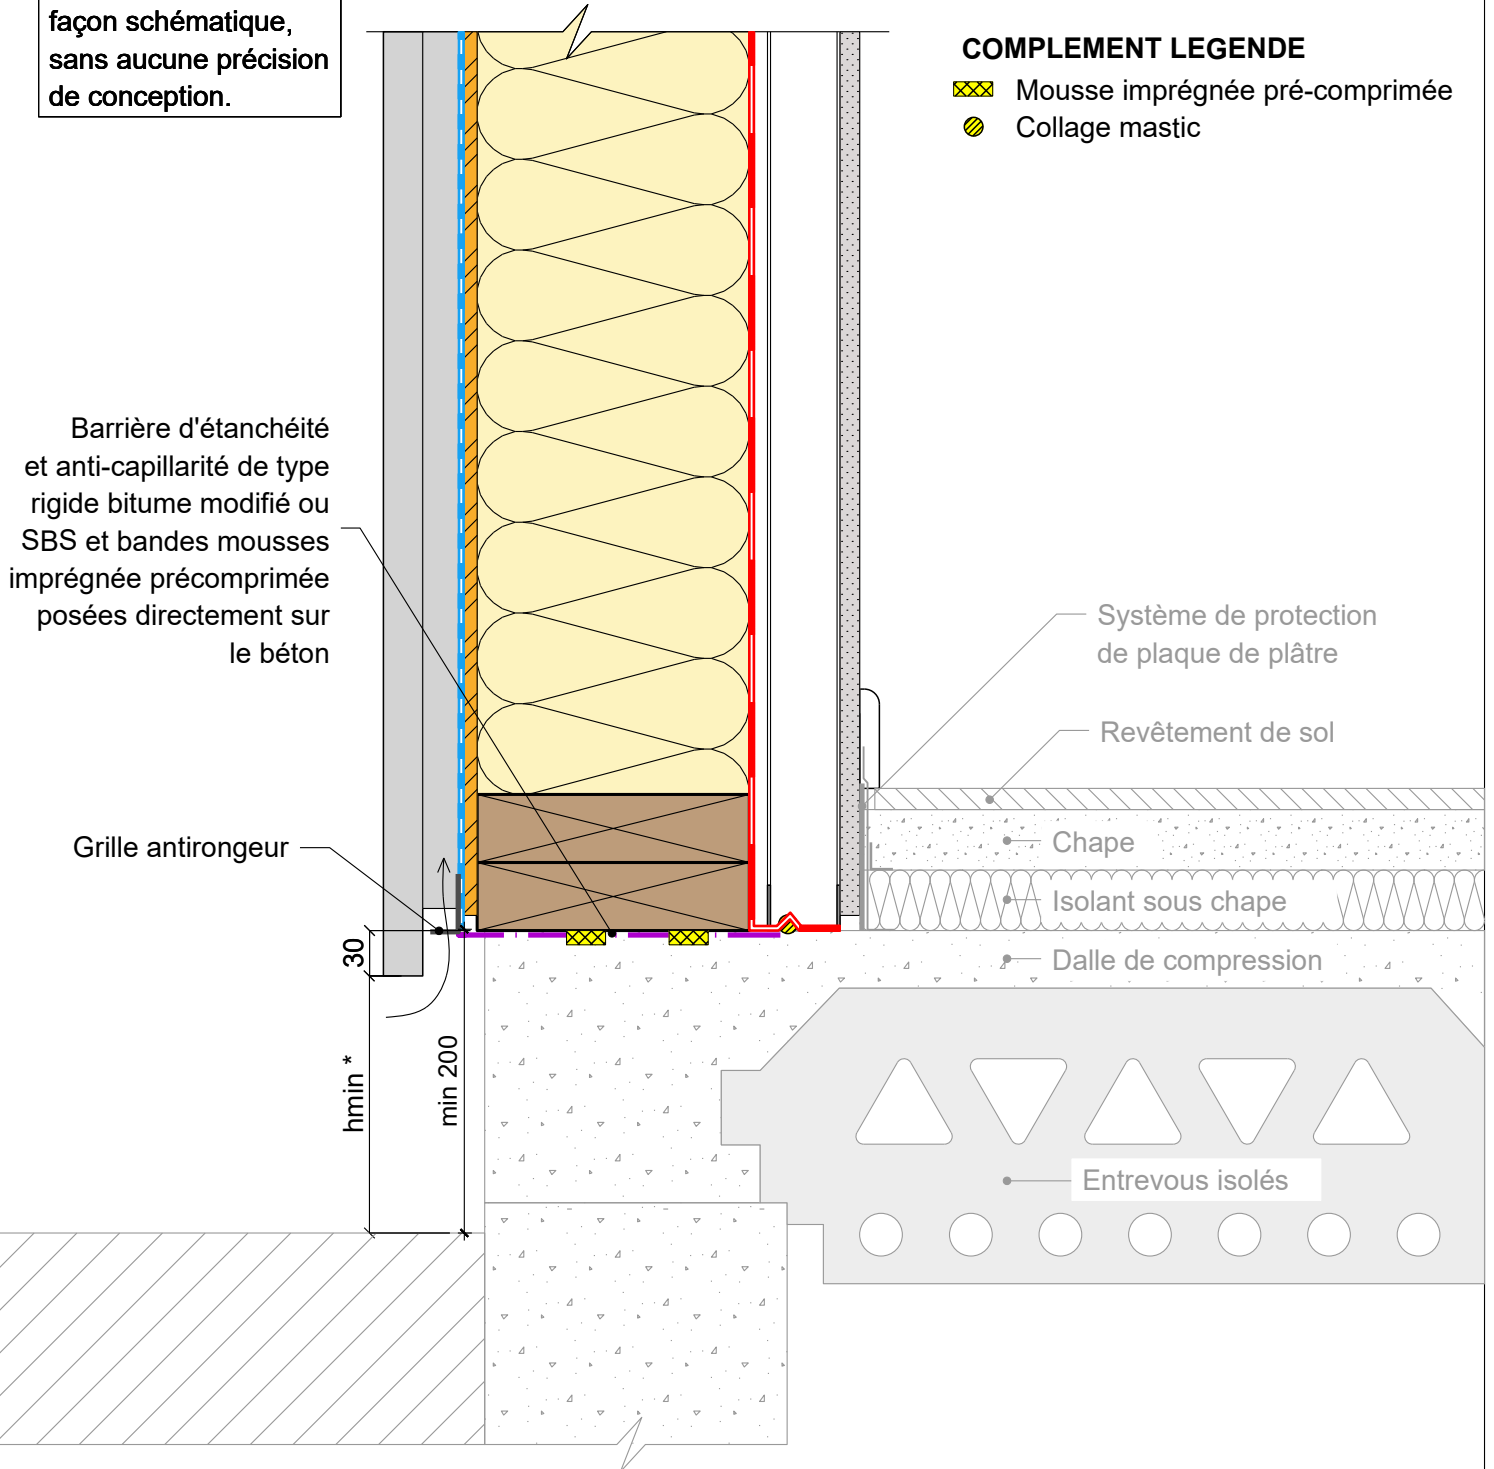 façon schématique,
sans aucune précision
de conception.
COMPLEMENT LEGENDE
Mousse imprégnée pré-comprimée
Collage mastic
Barrière d'étanchéité
et anti-capillarité de type
rigide bitume modifié ou
SBS et bandes mousses
imprégnée précomprimée
posées directement sur
le béton
Système de protection
de plaque de plâtre
Revêtement de sol
Grille antirongeur
Chape
Isolant sous chape
30
Dalle de compression
hmin *
min 200
Entrevous isolés